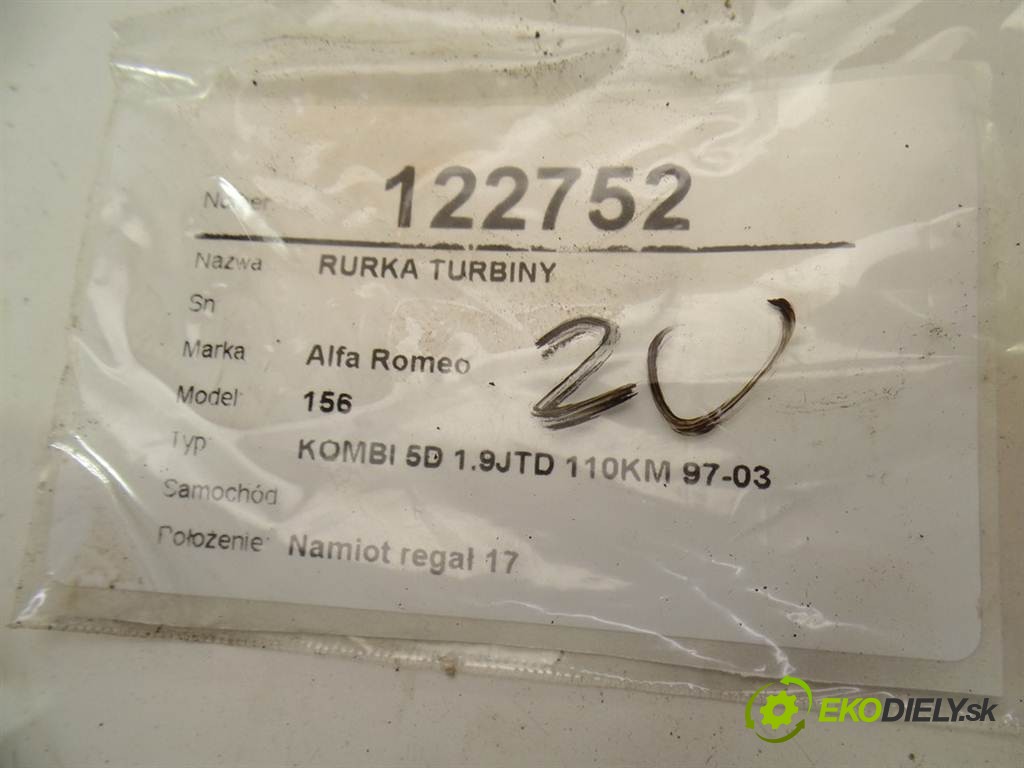 Numer 122752
Nazwa RURKA TURBINY
Sn
Marka Alfa Romeo
Model 156
Typ KOMBI 5D 1.9JTD 110KM 97-03
Samochód
Położenie Namiot regał 17
20
EKODIELY.sk